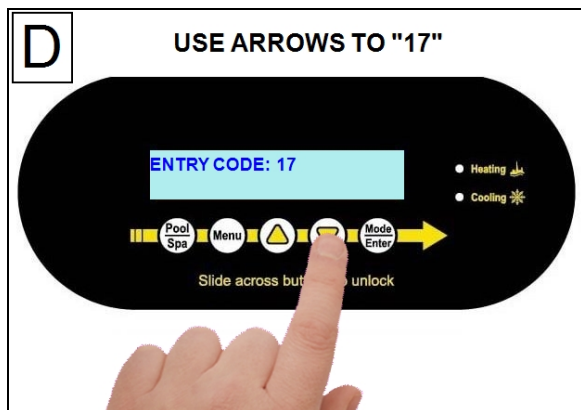 D
USE ARROWS TO "17"
ENTRY CODE: 17
Heating
Cooling
Pool
Spa
Menu
Mode
Enter
Slide across but o unlock